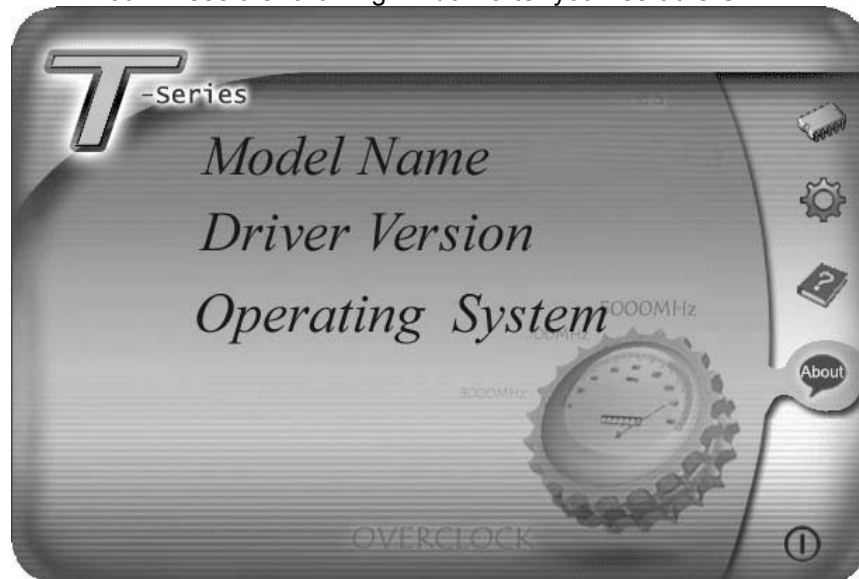 T-Series
Model Name
Driver Version
Operating System
5000MHz
3000MHz
About
OVERCLOCK